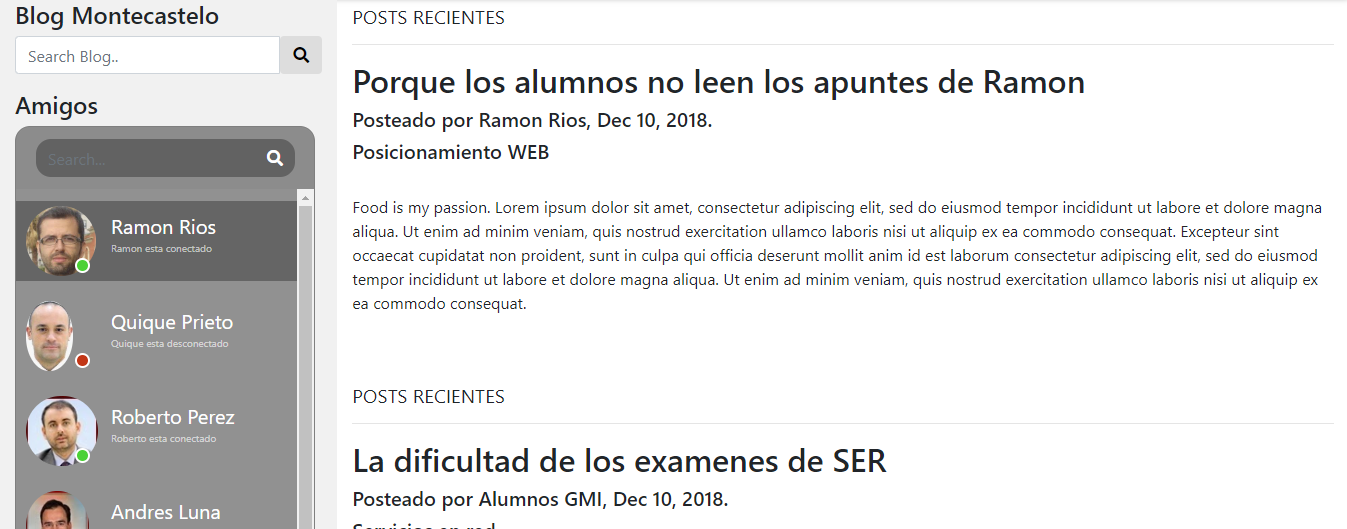 Blog Montecastelo
Search Blog..
Amigos
Search...
Ramon Rios
Ramon esta conectado
Quique Prieto
Quique esta desconectado
Roberto Perez
Roberto esta conectado
Andres Luna
POSTS RECIENTES
Porque los alumnos no leen los apuntes de Ramon
Posteado por Ramon Rios, Dec 10, 2018.
Posicionamiento WEB
Food is my passion. Lorem ipsum dolor sit amet, consectetur adipiscing elit, sed do eiusmod tempor incididunt ut labore et dolore magna
aliqua. Ut enim ad minim veniam, quis nostrud exercitation ullamco laboris nisi ut aliquip ex ea commodo consequat. Excepteur sint
occaecat cupidatat non proident, sunt in culpa qui officia deserunt mollit anim id est laborum consectetur adipiscing elit, sed do eiusmod
tempor incididunt ut labore et dolore magna aliqua. Ut enim ad minim veniam, quis nostrud exercitation ullamco laboris nisi ut aliquip ex
ea commodo consequat.
POSTS RECIENTES
La dificultad de los examenes de SER
Posteado por Alumnos GMI, Dec 10, 2018.
Servicios en red